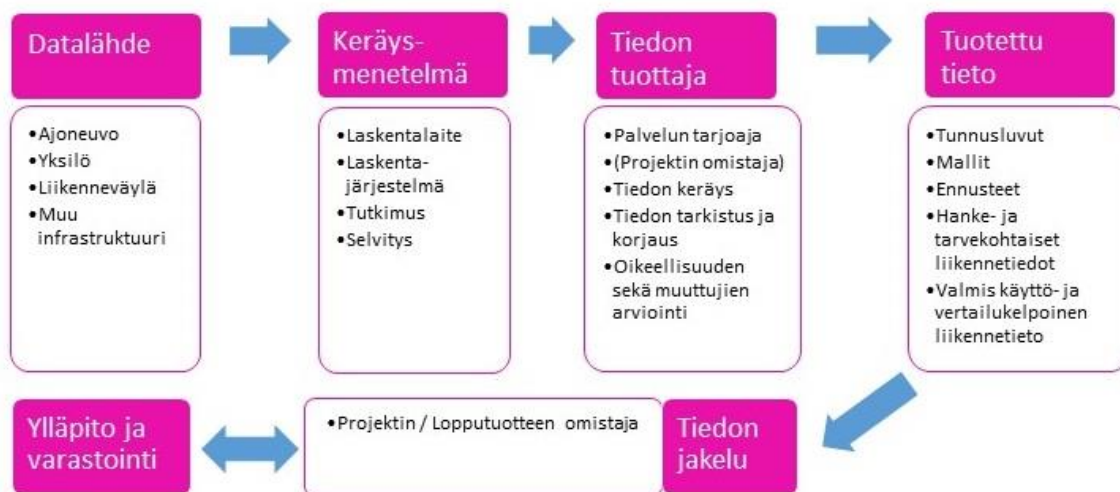 Datalähde
•Ajoneuvo
•Yksilö
•Liikenneväylä
•Muu
infrastruktuuri
Keräys-
menetelmä
•Laskentalaite
•Laskenta-
järjestelmä
•Tutkimus
•Selvitys
Tiedon
tuottaja
•Palvelun tarjoaja
•(Projektin omistaja)
•Tiedon keräys
•Tiedon tarkistus ja
korjaus
•Oikeellisuuden
sekä muuttujien
arviointi
Tuotettu
tieto
•Tunnusluvut
•Mallit
•Ennusteet
•Hanke- ja
tarvekohtaiset
liikennetiedot
•Valmis käyttö- ja
vertailukelpoinen
liikennetieto
Ylläpito ja
varastointi
•Projektin / Lopputuotteen omistaja
Tiedon
jakelu